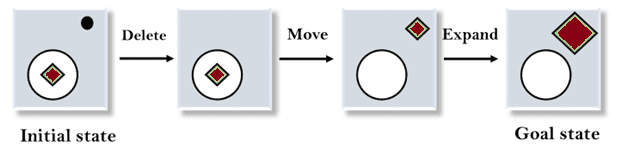 Delete
Move
Expand
Initial state
Goal state